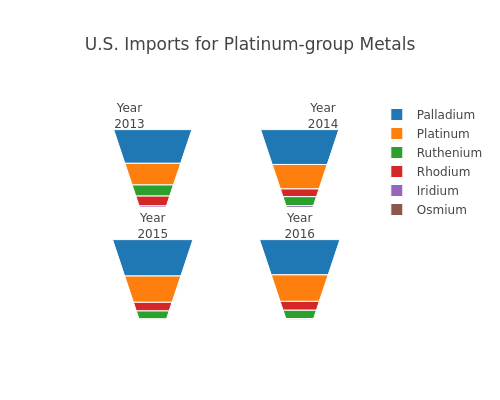 U.S. Imports for Platinum-group Metals
Year
2013
Year
2014
Year
2015
Year
2016
Palladium
Platinum
Ruthenium
Rhodium
Iridium
Osmium